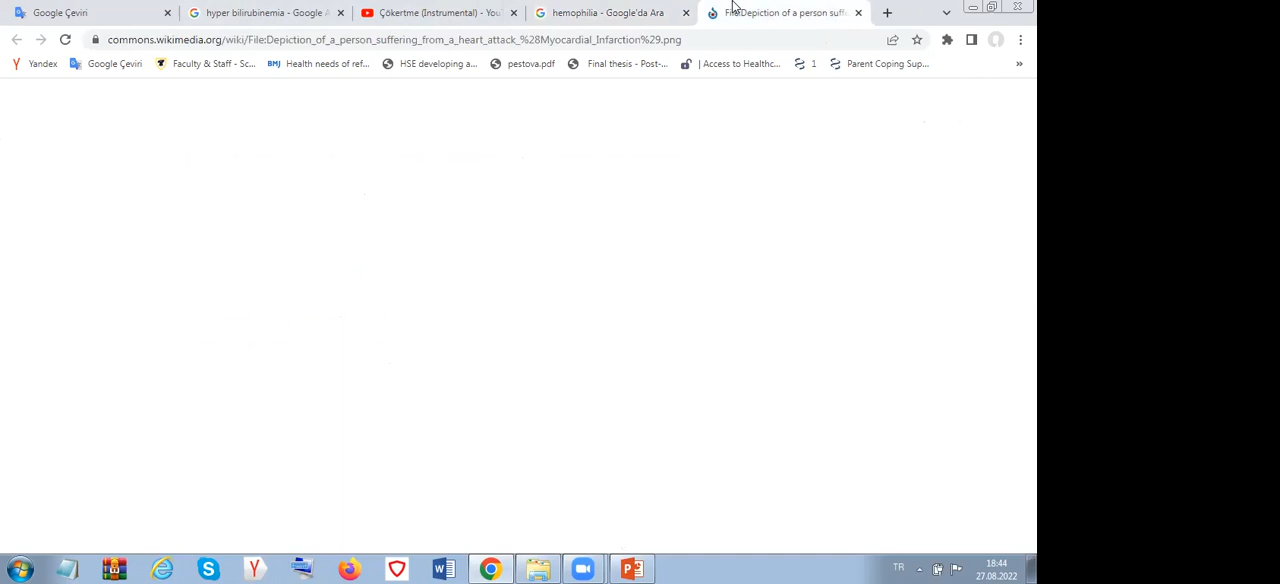 Google Çeviri
hyper bilirubinemia - Google A
Çökertme (Instrumental) - You
hemophilia - Google'da Ara
File:Depiction of a person suffe
commons.wikimedia.org/wiki/File:Depiction_of_a_person_suffering_from_a_heart_attack_%28Myocardial_Infarction%29.png
Yandex
Google Çeviri
Faculty & Staff - Sc...
BMJ
Health needs of ref...
HSE developing a...
pestova.pdf
Final thesis - Post-...
| Access to Healthc...
1
Parent Coping Sup...
»
TR
18:44
27.08.2022